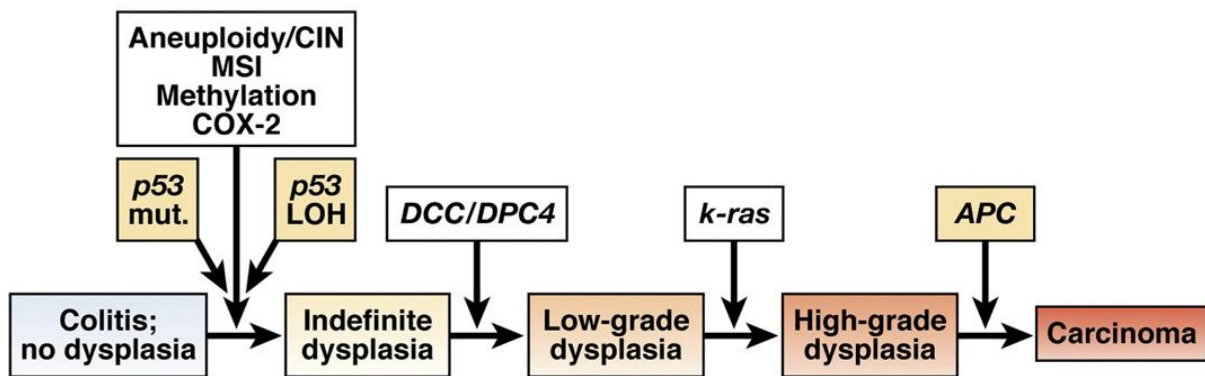 Aneuploidy/CIN
MSI
Methylation
COX-2
p53
mut.
p53
LOH
DCC/DPC4
k-ras
APC
Colitis;
no dysplasia
Indefinite
dysplasia
Low-grade
dysplasia
High-grade
dysplasia
Carcinoma